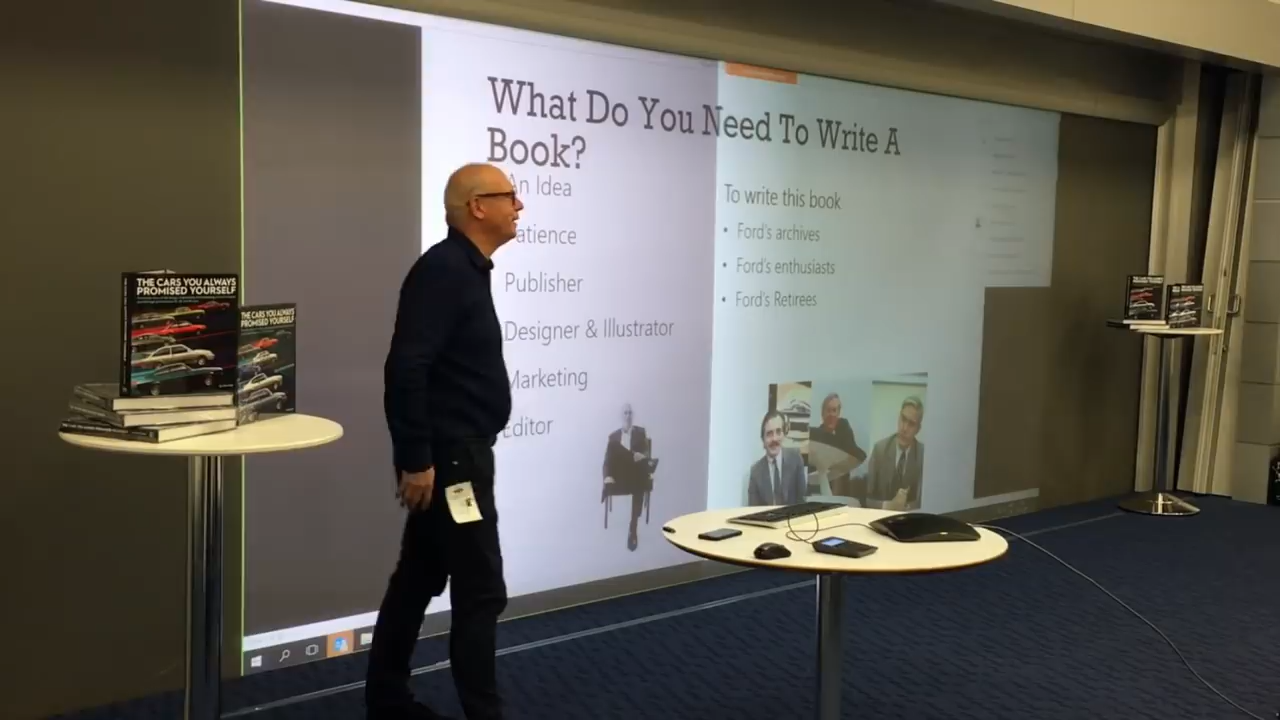 What Do You Need To Write A
Book?
An Idea
atience
Publisher
Designer & Illustrator
Marketing
Editor
To write this book
• Ford's archives
• Ford's enthusiasts
• Ford's Retirees
THE CARS YOU ALWAYS
PROMISED YOURSELF
THE CARS YOU ALWAYS
PROMISED YOURSELF